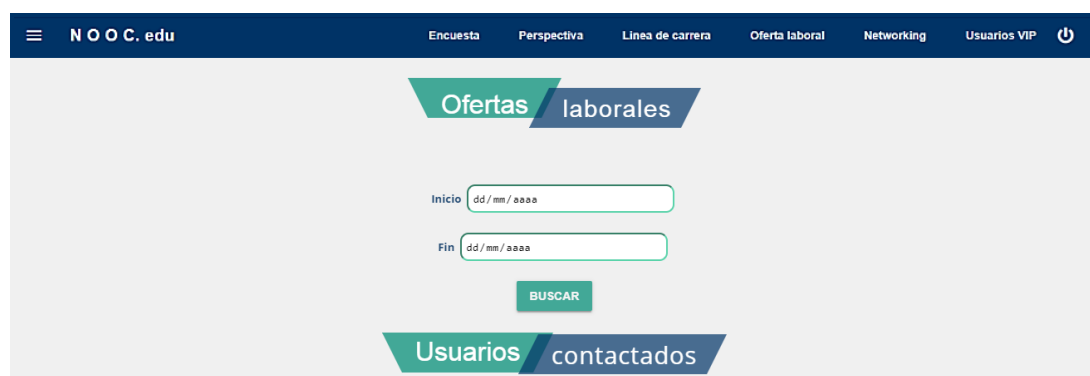 N O O C. edu Encuesta Perspectiva Linea de carrera Oferta laboral Networking Usuarios VIP
Ofertas laborales
Inicio dd/mm/aaaa
Fin dd/mm/aaaa
BUSCAR
Usuarios contactados